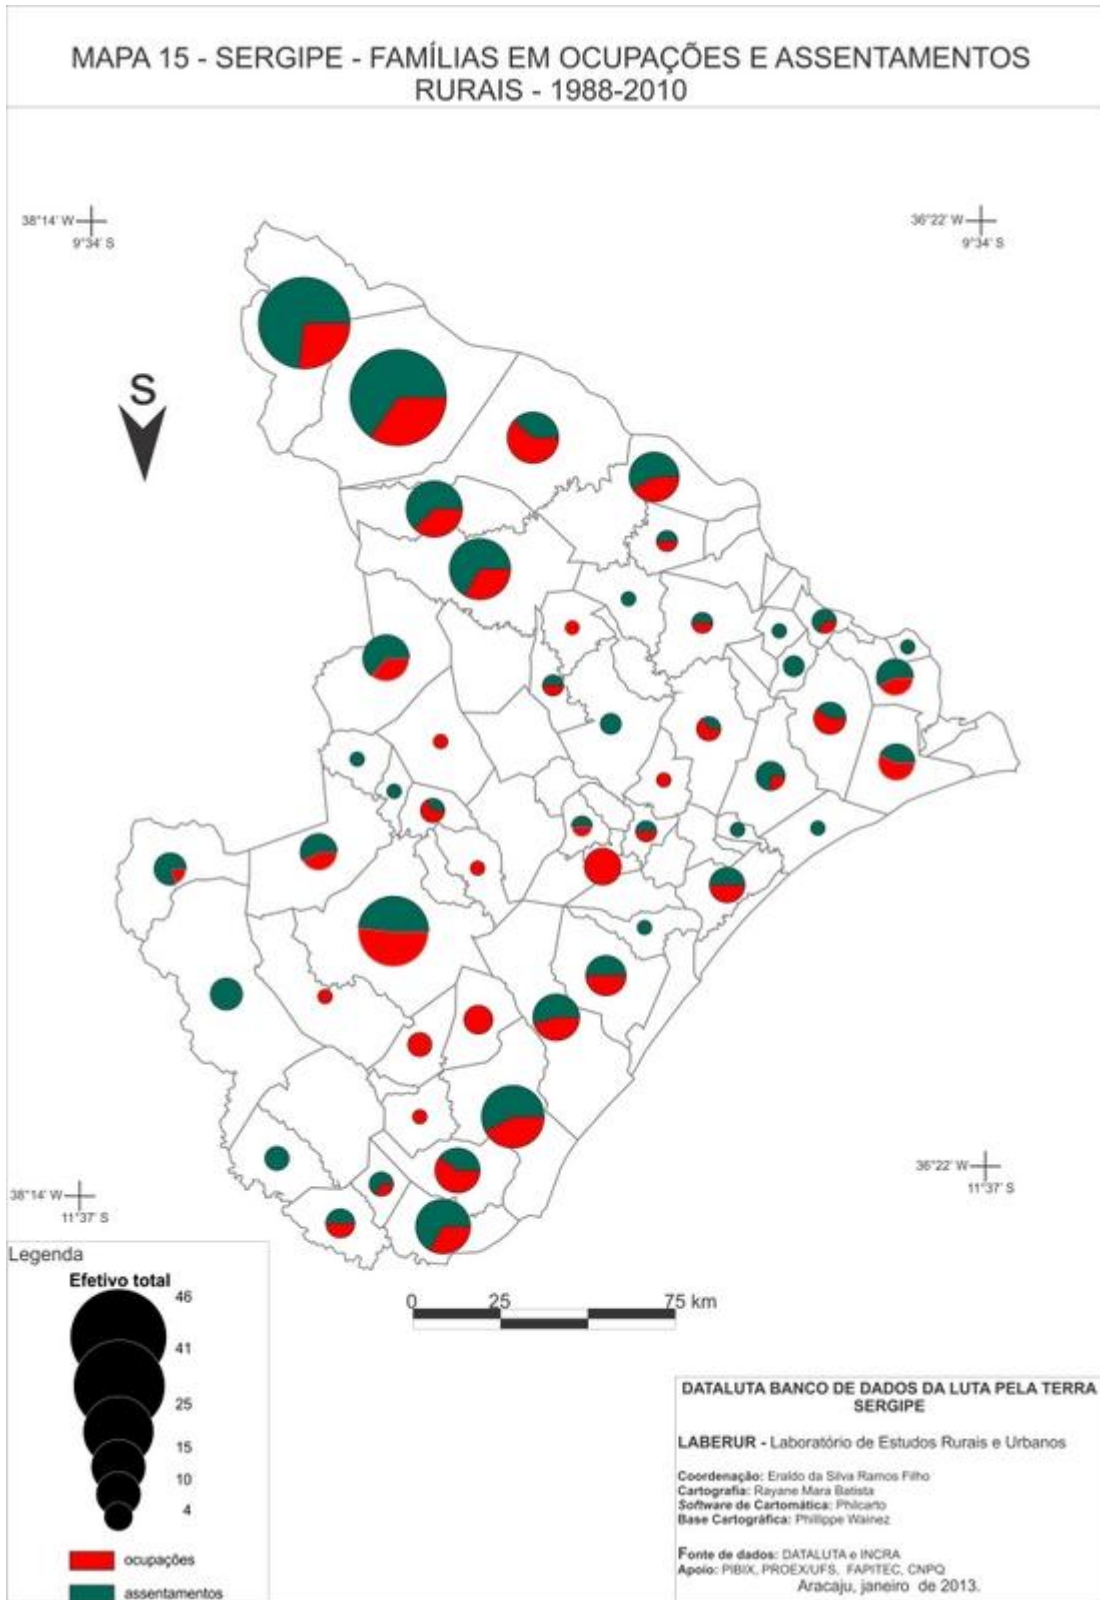 MAPA 15 - SERGIPE - FAMÍLIAS EM OCUPAÇÕES E ASSENTAMENTOS
RURAIS - 1988-2010
38°14' W
9°34' S
36°22' W
9°34' S
S
36°22' W
11°37' S
38°14' W
11°37' S
Legenda
Efetivo total
46
41
25
15
10
4
ocupações
assentamentos
0 25 75 km
DATALUTA BANCO DE DADOS DA LUTA PELA TERRA
SERGIPE
LABERUR - Laboratório de Estudos Rurais e Urbanos
Coordenação: Eraldo da Silva Ramos Filho
Cartografia: Rayane Mara Batista
Software de Cartomática: Philcarto
Base Cartográfica: Phillippe Wainez
Fonte de dados: DATALUTA e INCRA
Apoio: PIBIX, PROEX/UFS, FAPITEC, CNPQ
Aracaju, janeiro de 2013.